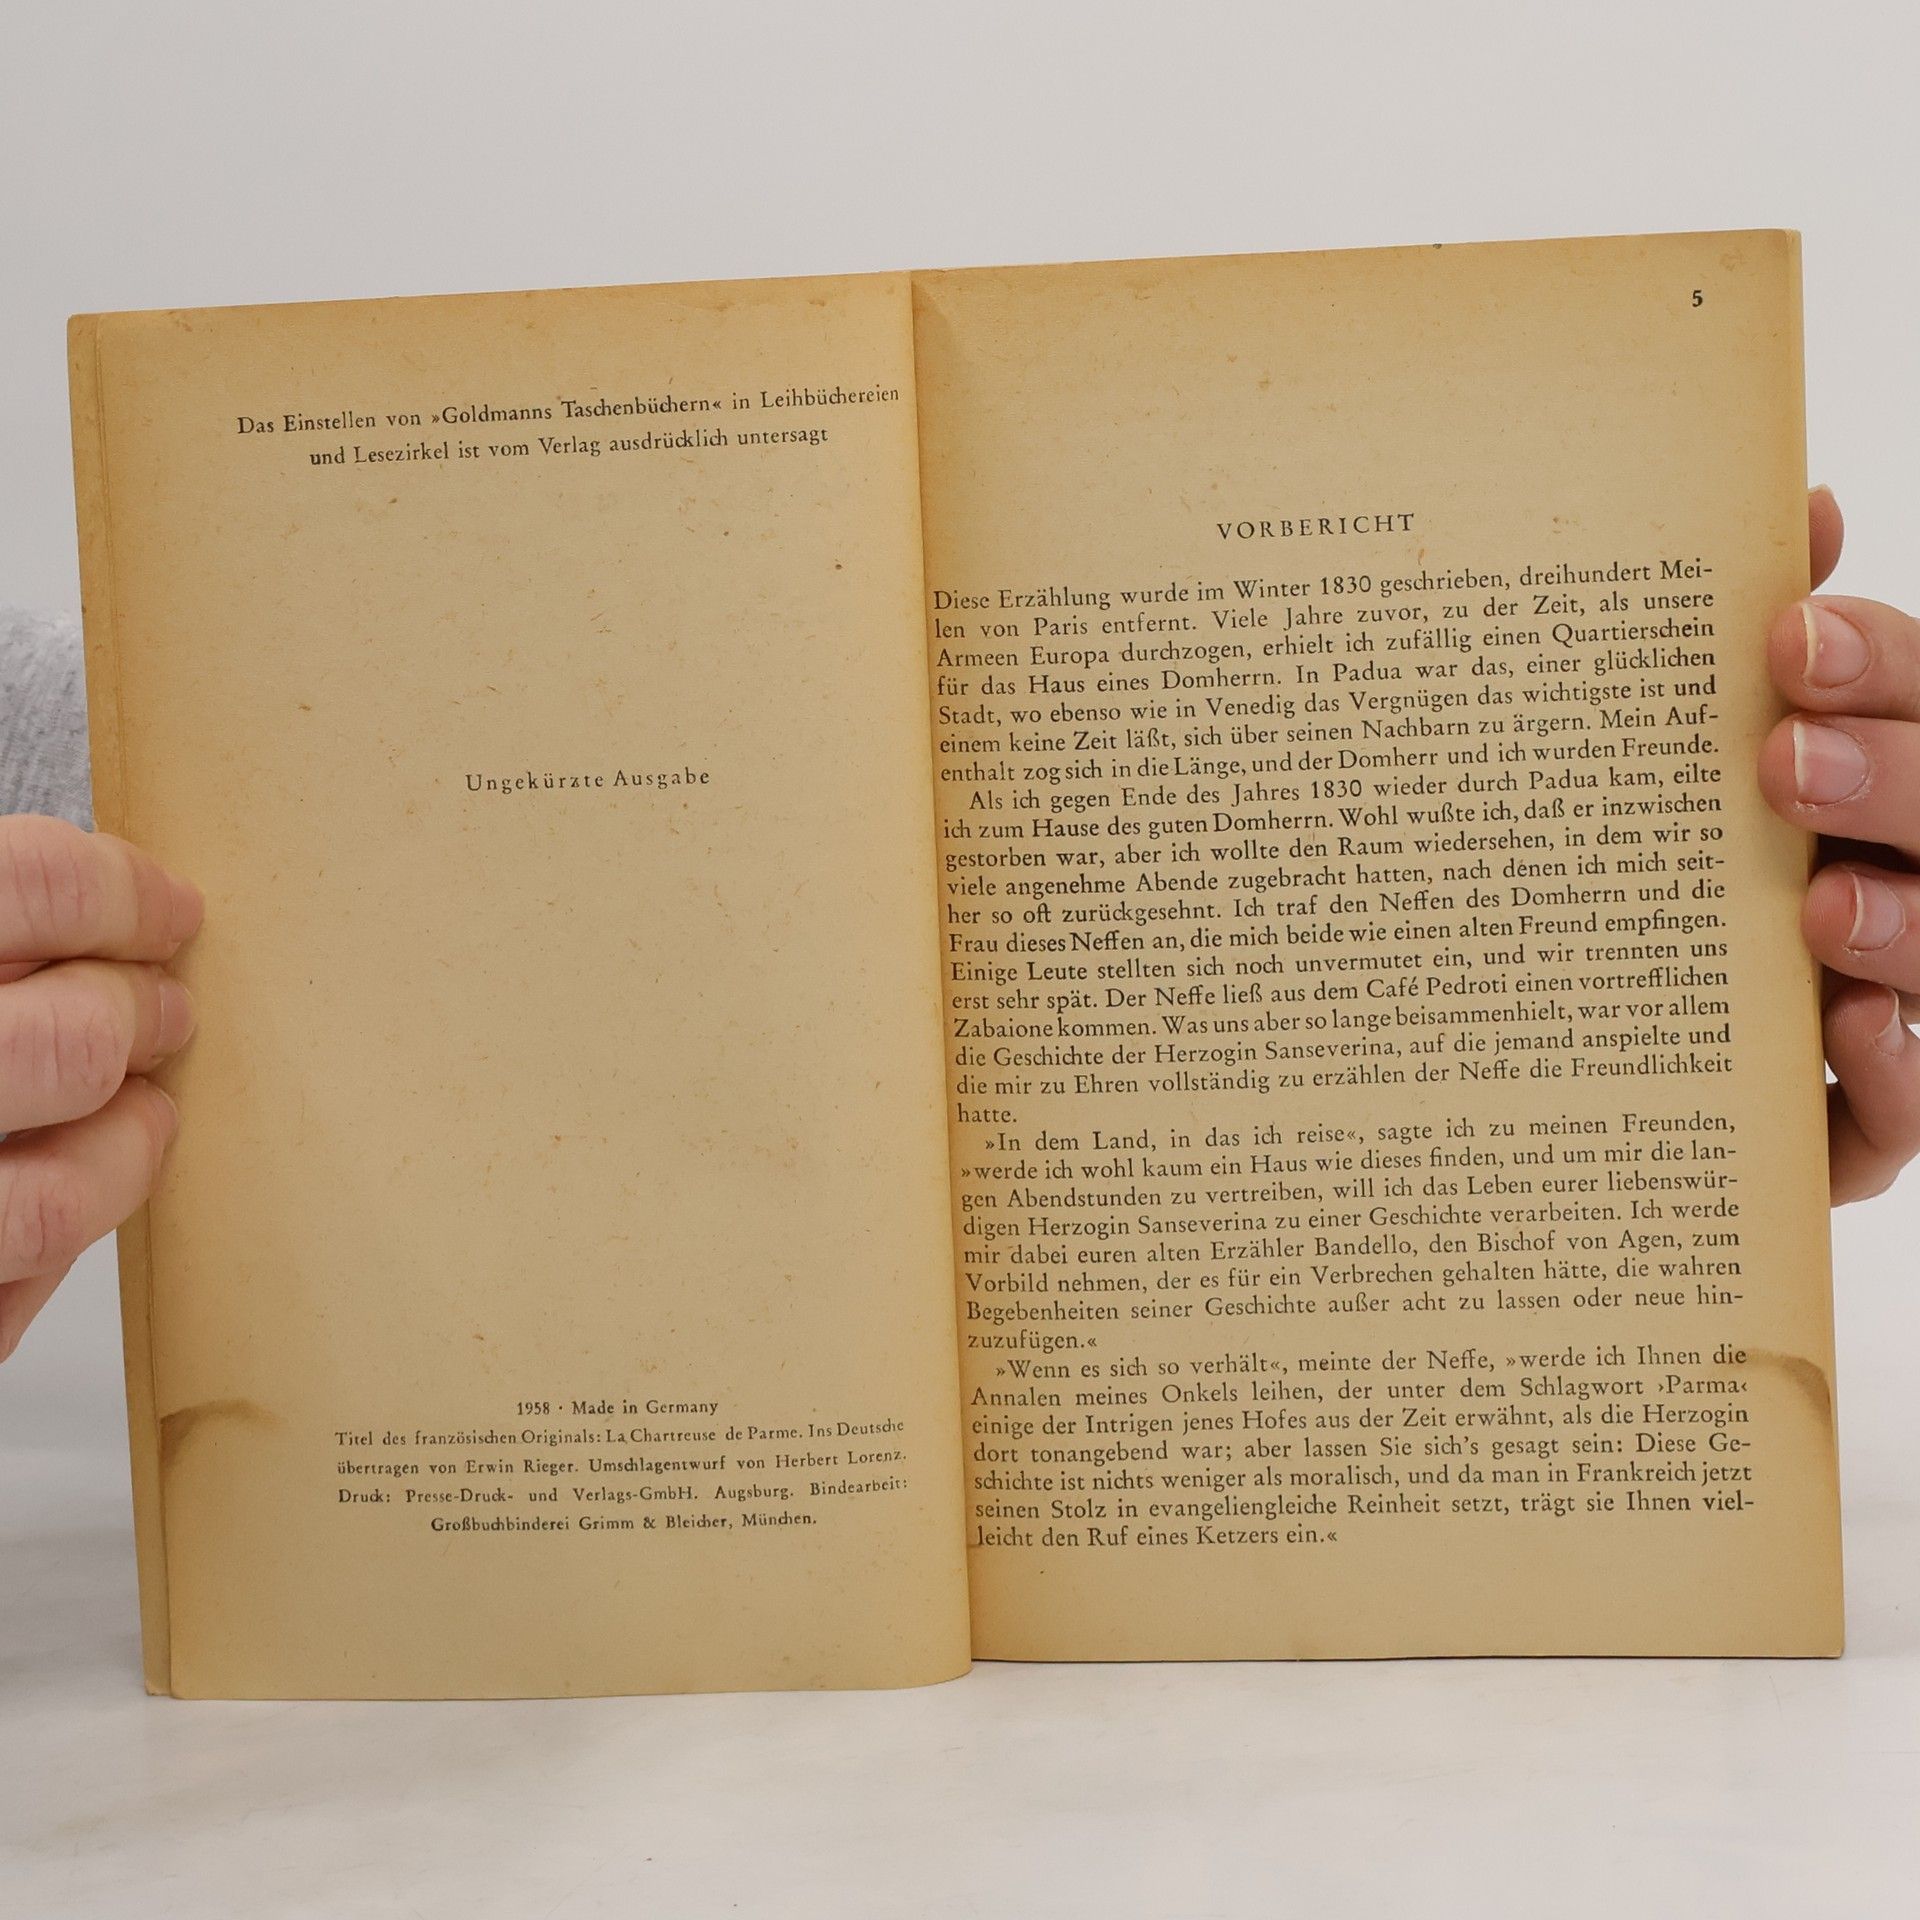 Das Einstellen von »Goldmanns Taschenbüchern« in Leihbüchereien
und Lesezirkel ist vom Verlag ausdrücklich untersagt
Ungekürzte Ausgabe
1958 · Made in Germany
Titel des französischen Originals: La Chartreuse de Parme. Ins Deutsche
übertragen von Erwin Rieger. Umschlagentwurf von Herbert Lorenz.
Druck: Presse-Druck- und Verlags-GmbH. Augsburg. Bindearbeit:
Großbuchbinderei Grimm & Bleicher, München.
5
VORBERICHT
Diese Erzählung wurde im Winter 1830 geschrieben, dreihundert Mei-
len von Paris entfernt. Viele Jahre zuvor, zu der Zeit, als unsere
Armeen Europa durchzogen, erhielt ich zufällig einen Quartierschein
für das Haus eines Domherrn. In Padua war das, einer glücklichen
Stadt, wo ebenso wie in Venedig das Vergnügen das wichtigste ist und
einem keine Zeit läßt, sich über seinen Nachbarn zu ärgern. Mein Auf-
enthalt zog sich in die Länge, und der Domherr und ich wurden Freunde.
Als ich gegen Ende des Jahres 1830 wieder durch Padua kam, eilte
ich zum Hause des guten Domherrn. Wohl wußte ich, daß er inzwischen
gestorben war, aber ich wollte den Raum wiedersehen, in dem wir so
viele angenehme Abende zugebracht hatten, nach denen ich mich seit-
her so oft zurückgesehnt. Ich traf den Neffen des Domherrn und die
Frau dieses Neffen an, die mich beide wie einen alten Freund empfingen.
Einige Leute stellten sich noch unvermutet ein, und wir trennten uns
erst sehr spät. Der Neffe ließ aus dem Café Pedroti einen vortrefflichen
Zabaione kommen. Was uns aber so lange beisammenhielt, war vor allem
die Geschichte der Herzogin Sanseverina, auf die jemand anspielte und
die mir zu Ehren vollständig zu erzählen der Neffe die Freundlichkeit
hatte.
»In dem Land, in das ich reise«, sagte ich zu meinen Freunden,
»werde ich wohl kaum ein Haus wie dieses finden, und um mir die lan-
gen Abendstunden zu vertreiben, will ich das Leben eurer liebenswür-
digen Herzogin Sanseverina zu einer Geschichte verarbeiten. Ich werde
mir dabei euren alten Erzähler Bandello, den Bischof von Agen, zum
Vorbild nehmen, der es für ein Verbrechen gehalten hätte, die wahren
Begebenheiten seiner Geschichte außer acht zu lassen oder neue hin-
zuzufügen.«
»Wenn es sich so verhält«, meinte der Neffe, »werde ich Ihnen die
Annalen meines Onkels leihen, der unter dem Schlagwort ›Parma‹
einige der Intrigen jenes Hofes aus der Zeit erwähnt, als die Herzogin
dort tonangebend war; aber lassen Sie sich's gesagt sein: Diese Ge-
schichte ist nichts weniger als moralisch, und da man in Frankreich jetzt
seinen Stolz in evangeliengleiche Reinheit setzt, trägt sie Ihnen viel-
leicht den Ruf eines Ketzers ein.«